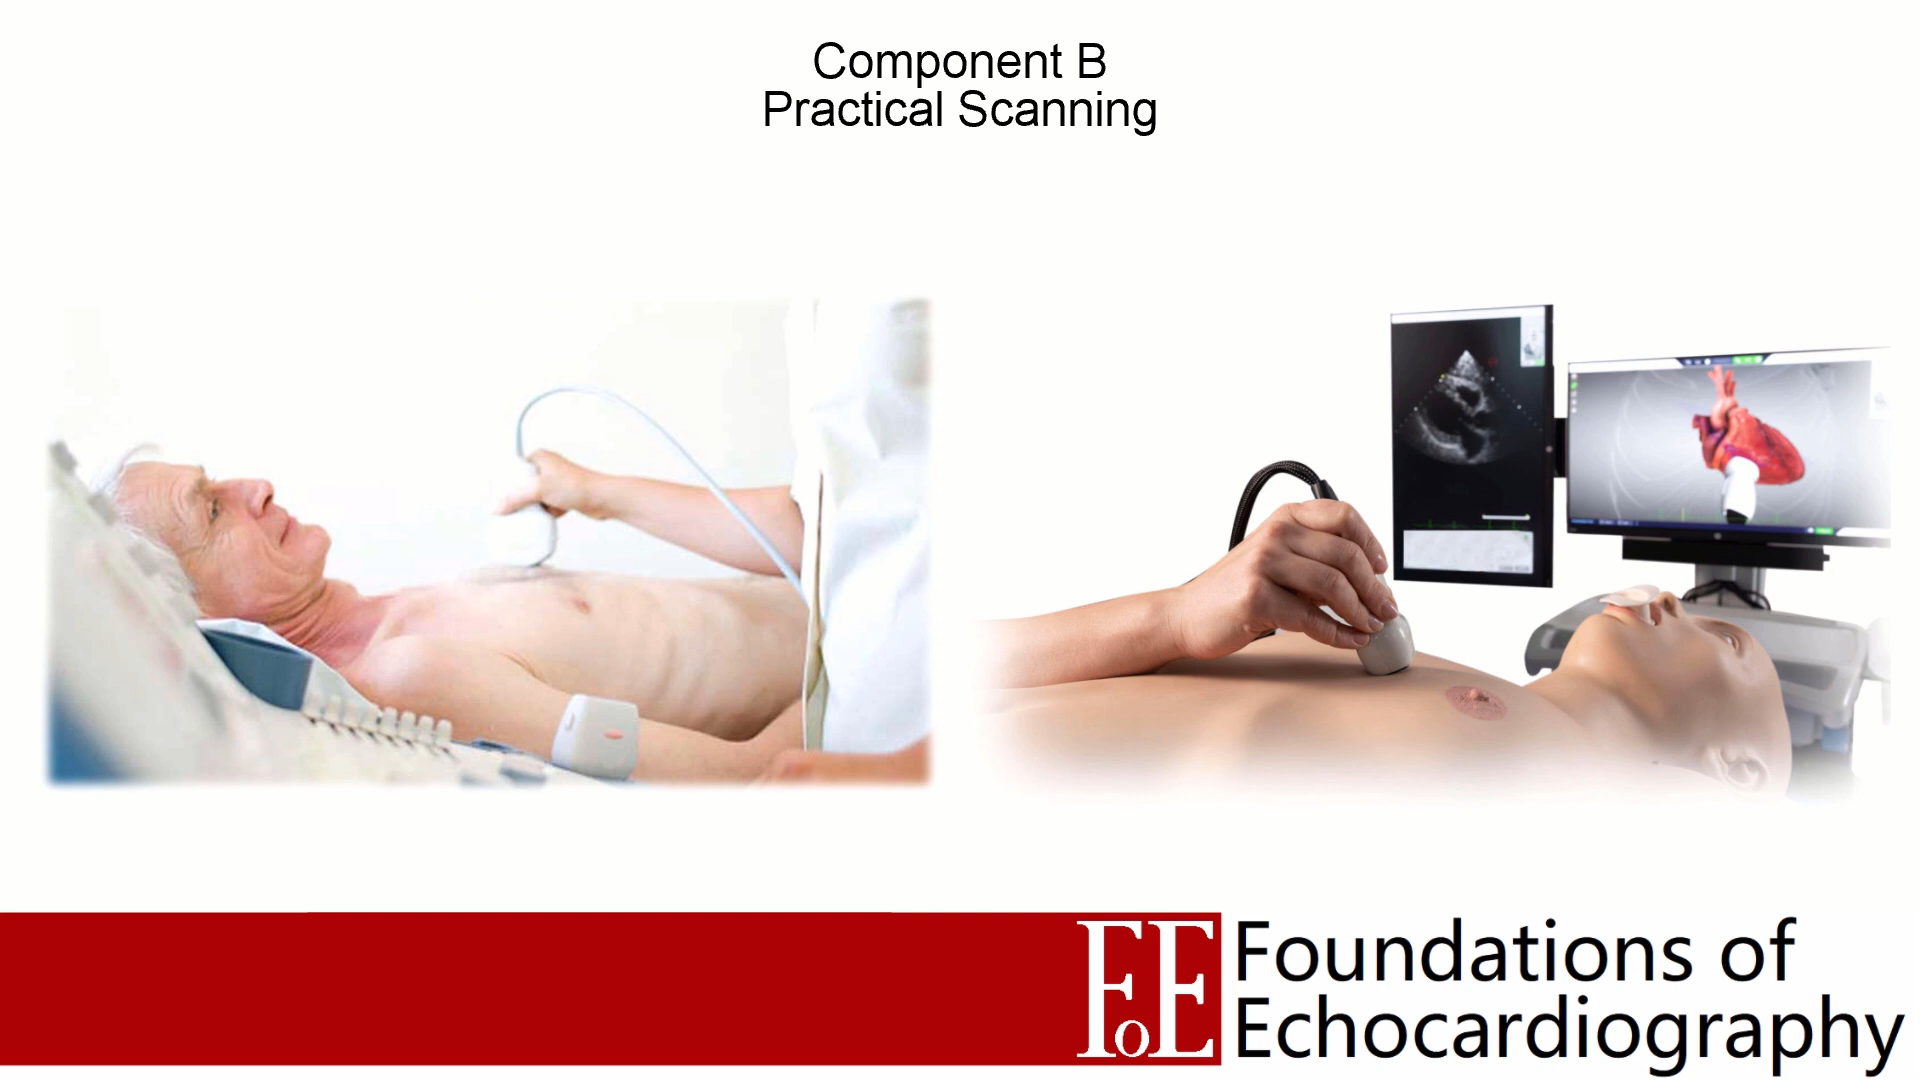 Component B
Practical Scanning
FoE
Foundations of
Echocardiography